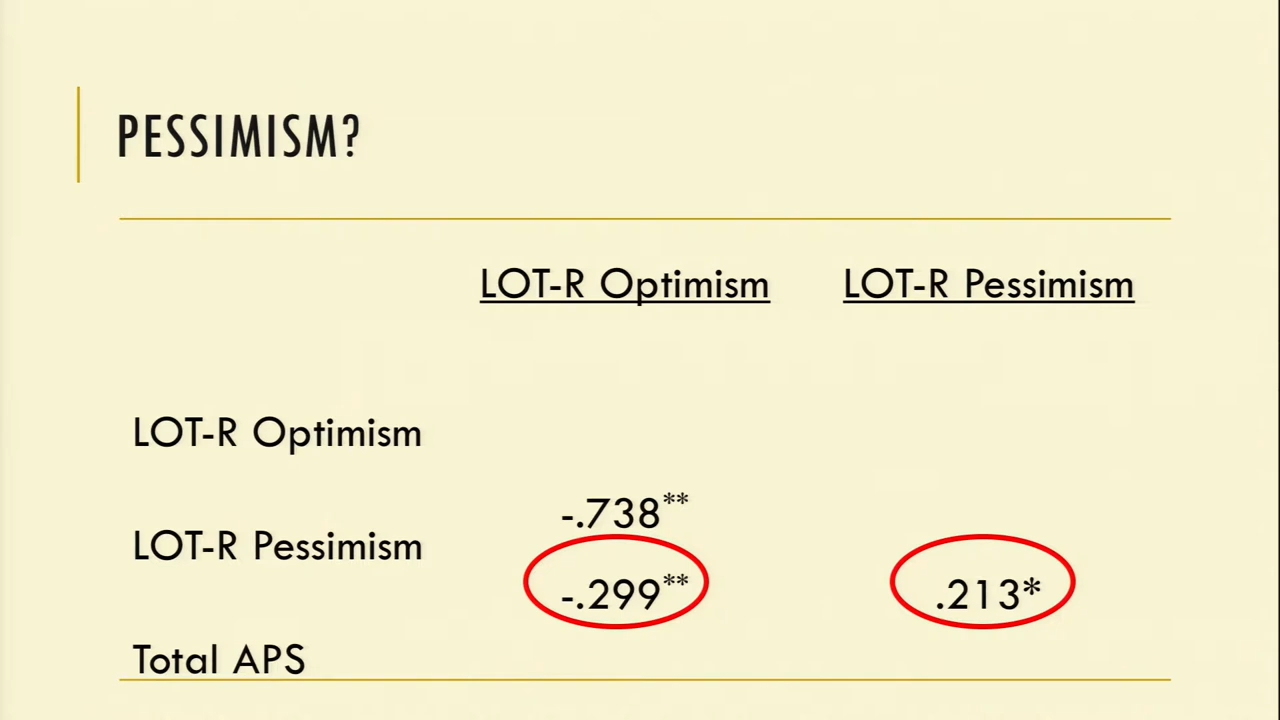 PESSIMISM?
LOT-R Optimism LOT-R Pessimism
LOT-R Optimism
-.738**
LOT-R Pessimism
-.299** .213*
Total APS